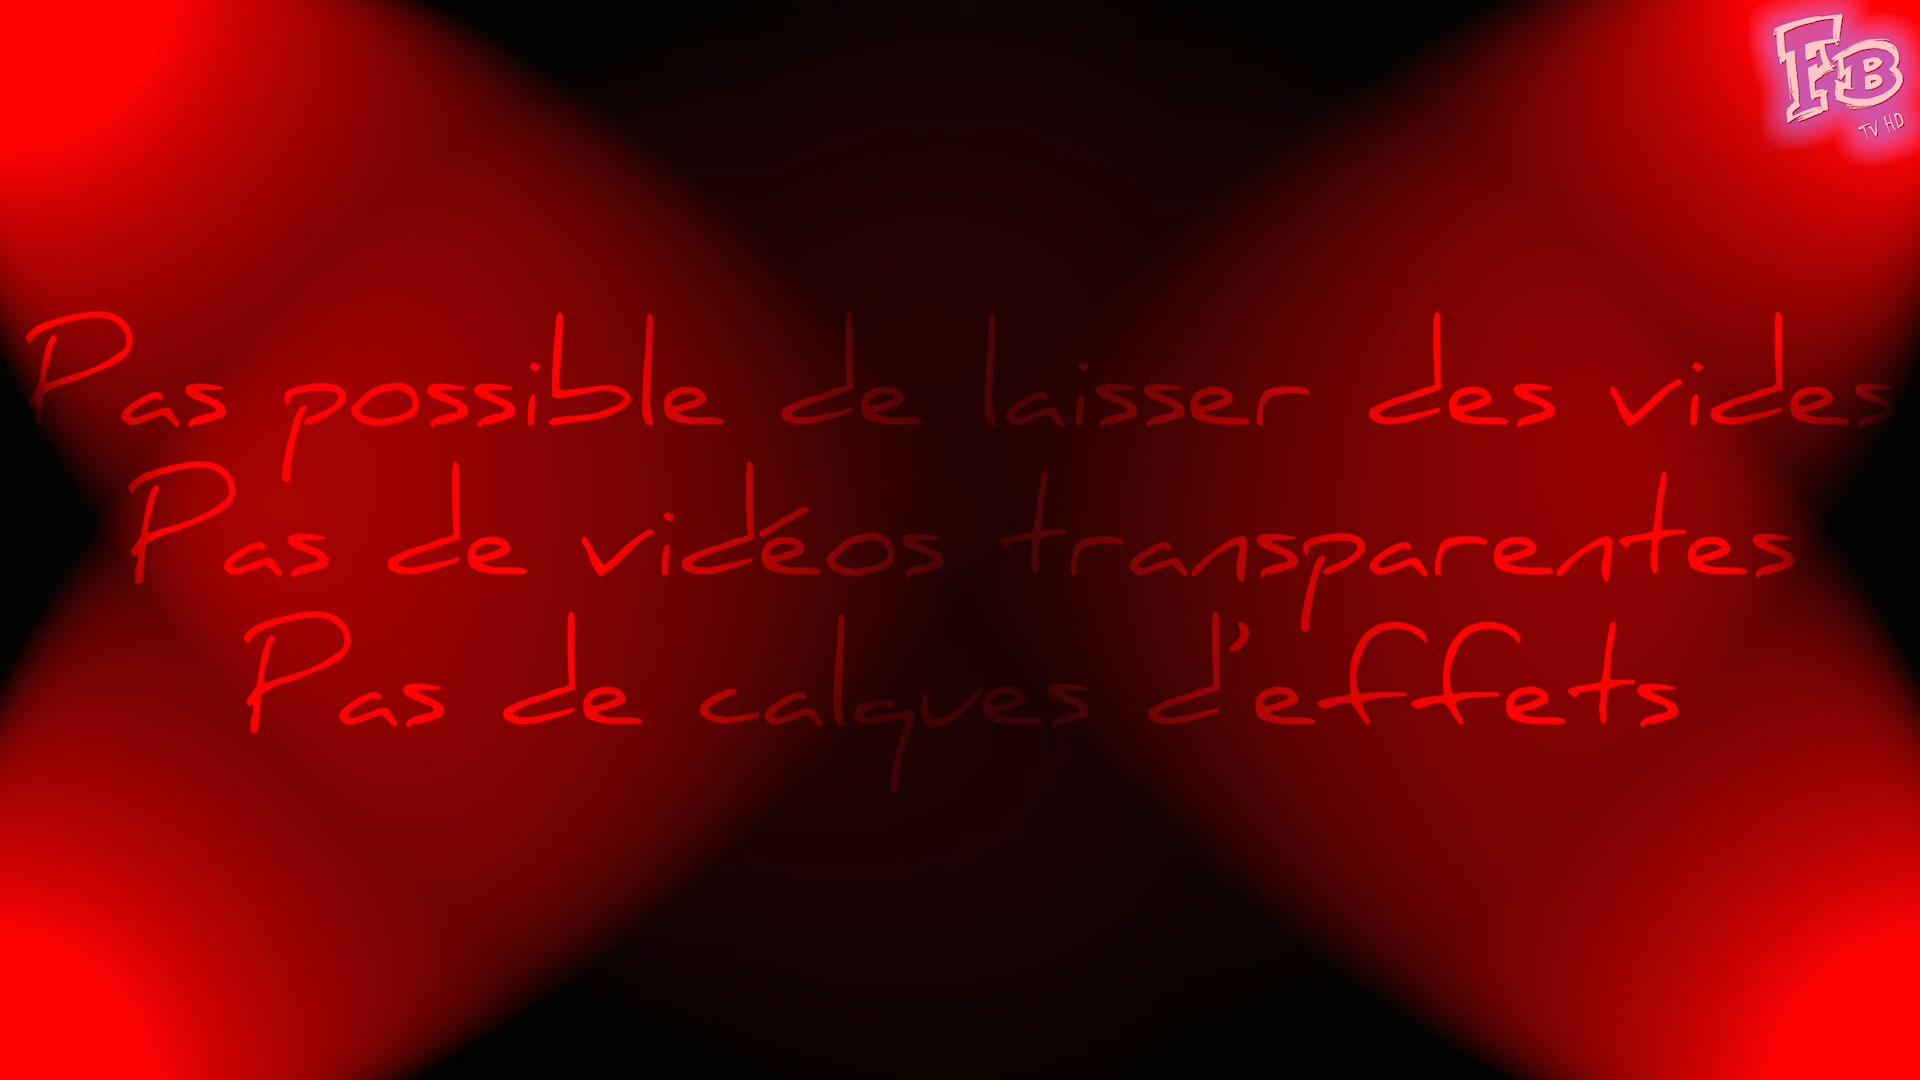 FB
TV HD
Pas possible de laisser des vides
Pas de vidéos transparentes
Pas de calques d'effets